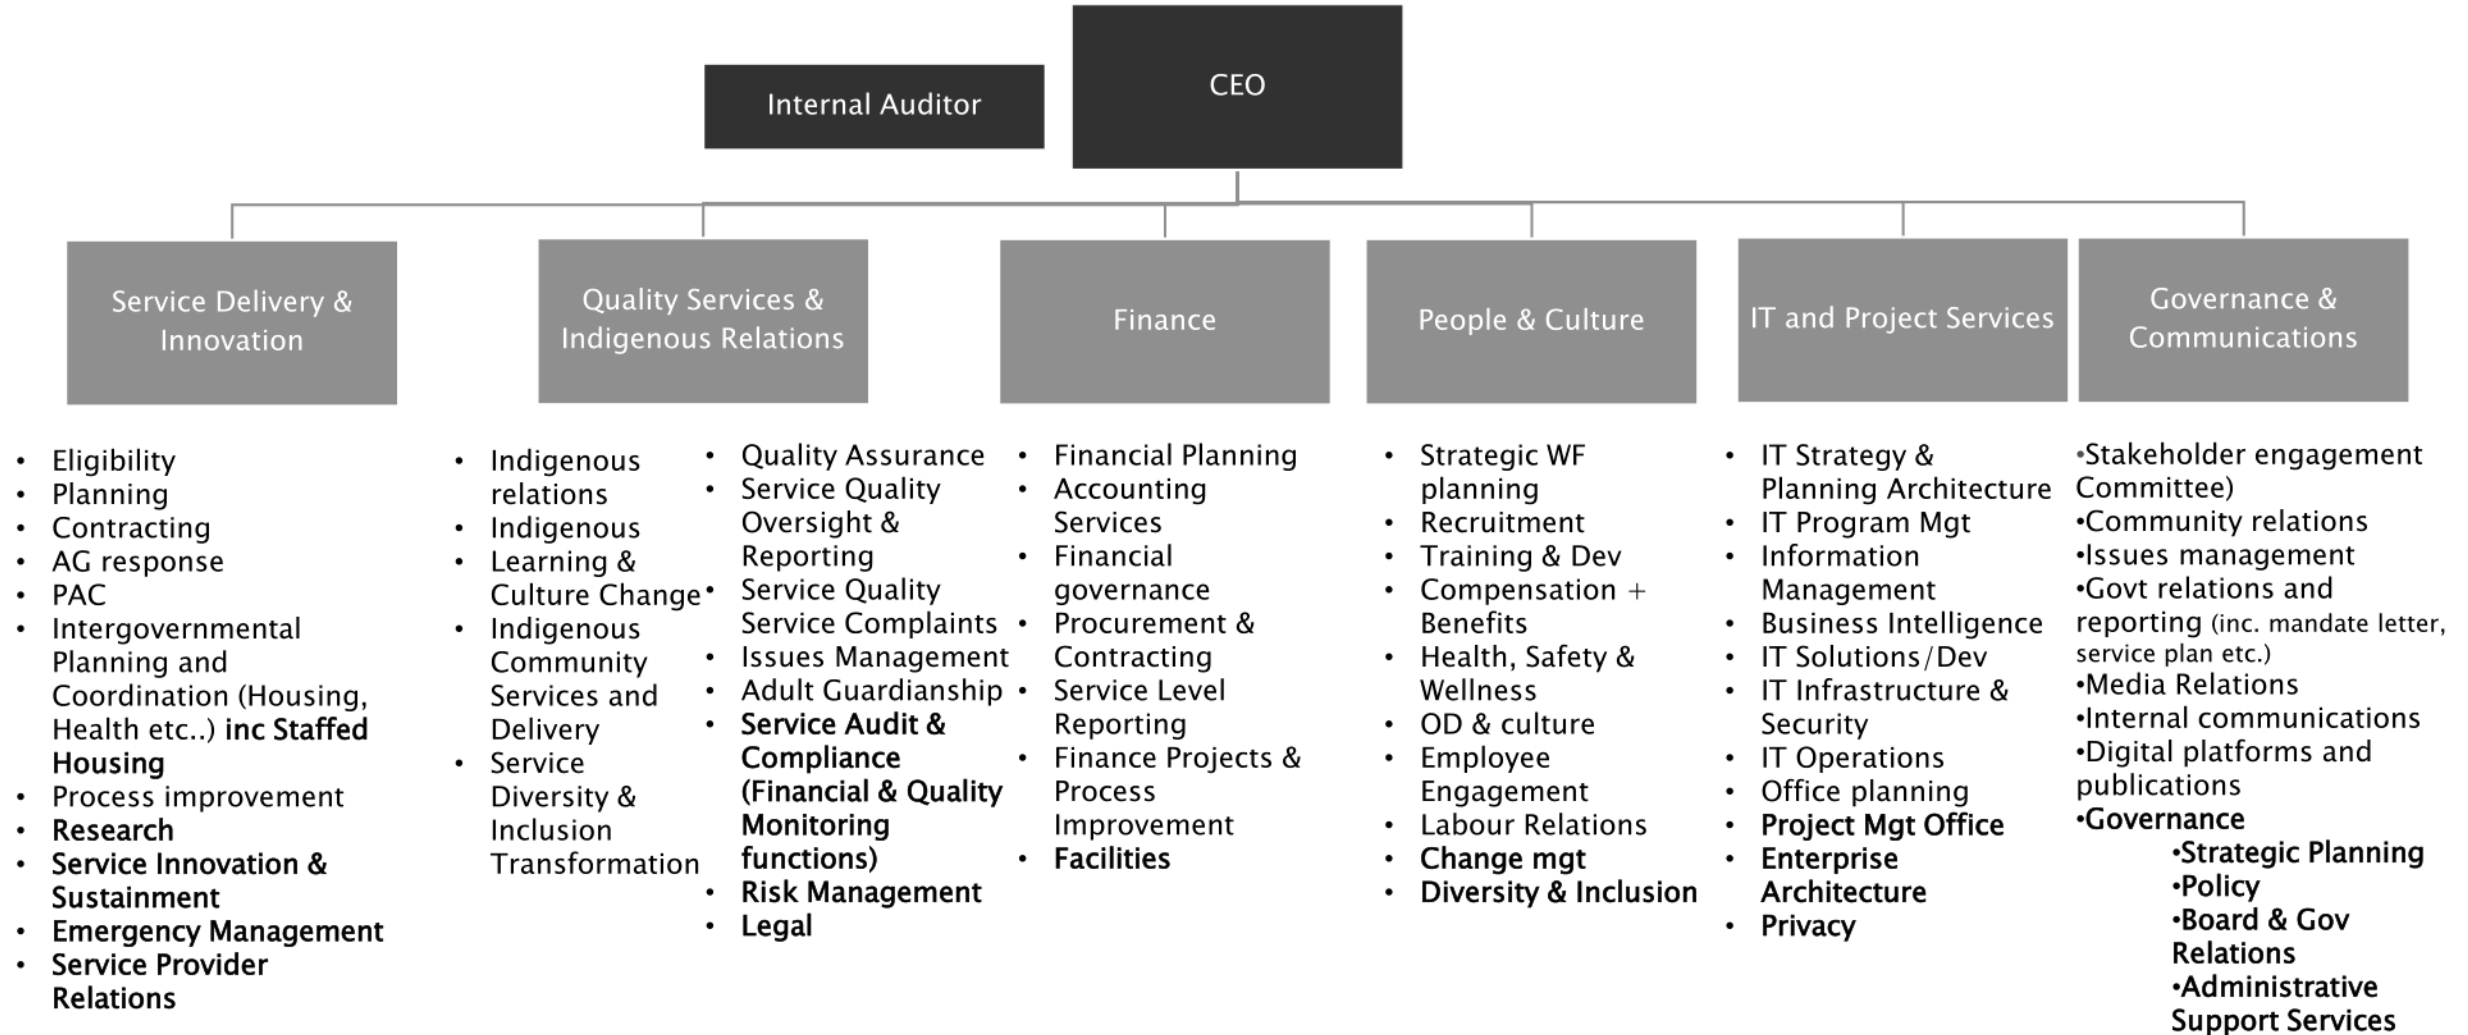 CEO
Internal Auditor
Service Delivery &
Innovation
Quality Services &
Indigenous Relations
Finance
People & Culture
IT and Project Services
Governance &
Communications
• Eligibility
• Planning
• Contracting
• AG response
• PAC
• Intergovernmental
Planning and
Coordination (Housing,
Health etc..) inc Staffed
Housing
• Process improvement
• Research
• Service Innovation &
Sustainment
• Emergency Management
• Service Provider
Relations
• Indigenous
relations
• Indigenous
• Learning &
Culture Change
• Indigenous
Community
Services and
Delivery
• Service
Diversity &
Inclusion
Transformation
• Quality Assurance
• Service Quality
Oversight &
Reporting
• Service Quality
Service Complaints
• Issues Management
• Adult Guardianship
• Service Audit &
Compliance
(Financial & Quality
Monitoring
functions)
• Risk Management
• Legal
• Financial Planning
• Accounting
Services
• Financial
governance
• Procurement &
Contracting
• Service Level
Reporting
• Finance Projects &
Process
Improvement
• Facilities
• Strategic WF
planning
• Recruitment
• Training & Dev
• Compensation +
Benefits
• Health, Safety &
Wellness
• OD & culture
• Employee
Engagement
• Labour Relations
• Change mgt
• Diversity & Inclusion
• IT Strategy &
Planning Architecture
• IT Program Mgt
• Information
Management
• Business Intelligence
• IT Solutions/Dev
• IT Infrastructure &
Security
• IT Operations
• Office planning
• Project Mgt Office
• Enterprise
Architecture
• Privacy
•Stakeholder engagement
Committee)
•Community relations
•Issues management
•Govt relations and
reporting (inc. mandate letter,
service plan etc.)
•Media Relations
•Internal communications
•Digital platforms and
publications
•Governance
•Strategic Planning
•Policy
•Board & Gov
Relations
•Administrative
Support Services